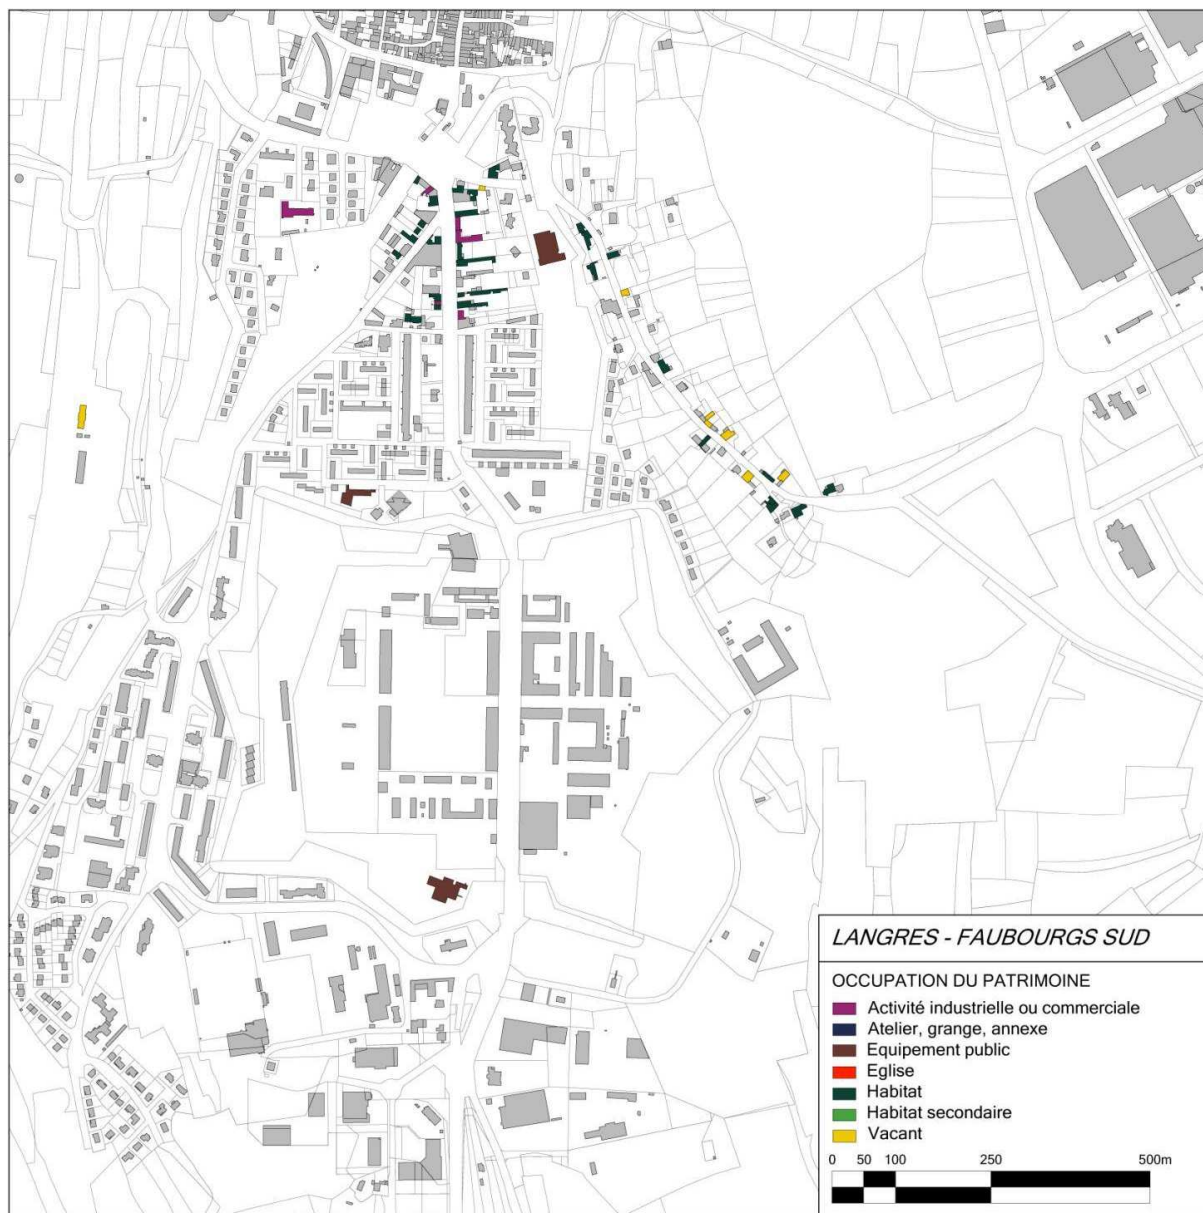 LANGRES - FAUBOURGS SUD
OCCUPATION DU PATRIMOINE
Activité industrielle ou commerciale
Atelier, grange, annexe
Equipement public
Eglise
Habitat
Habitat secondaire
Vacant
0 50 100 250 500m